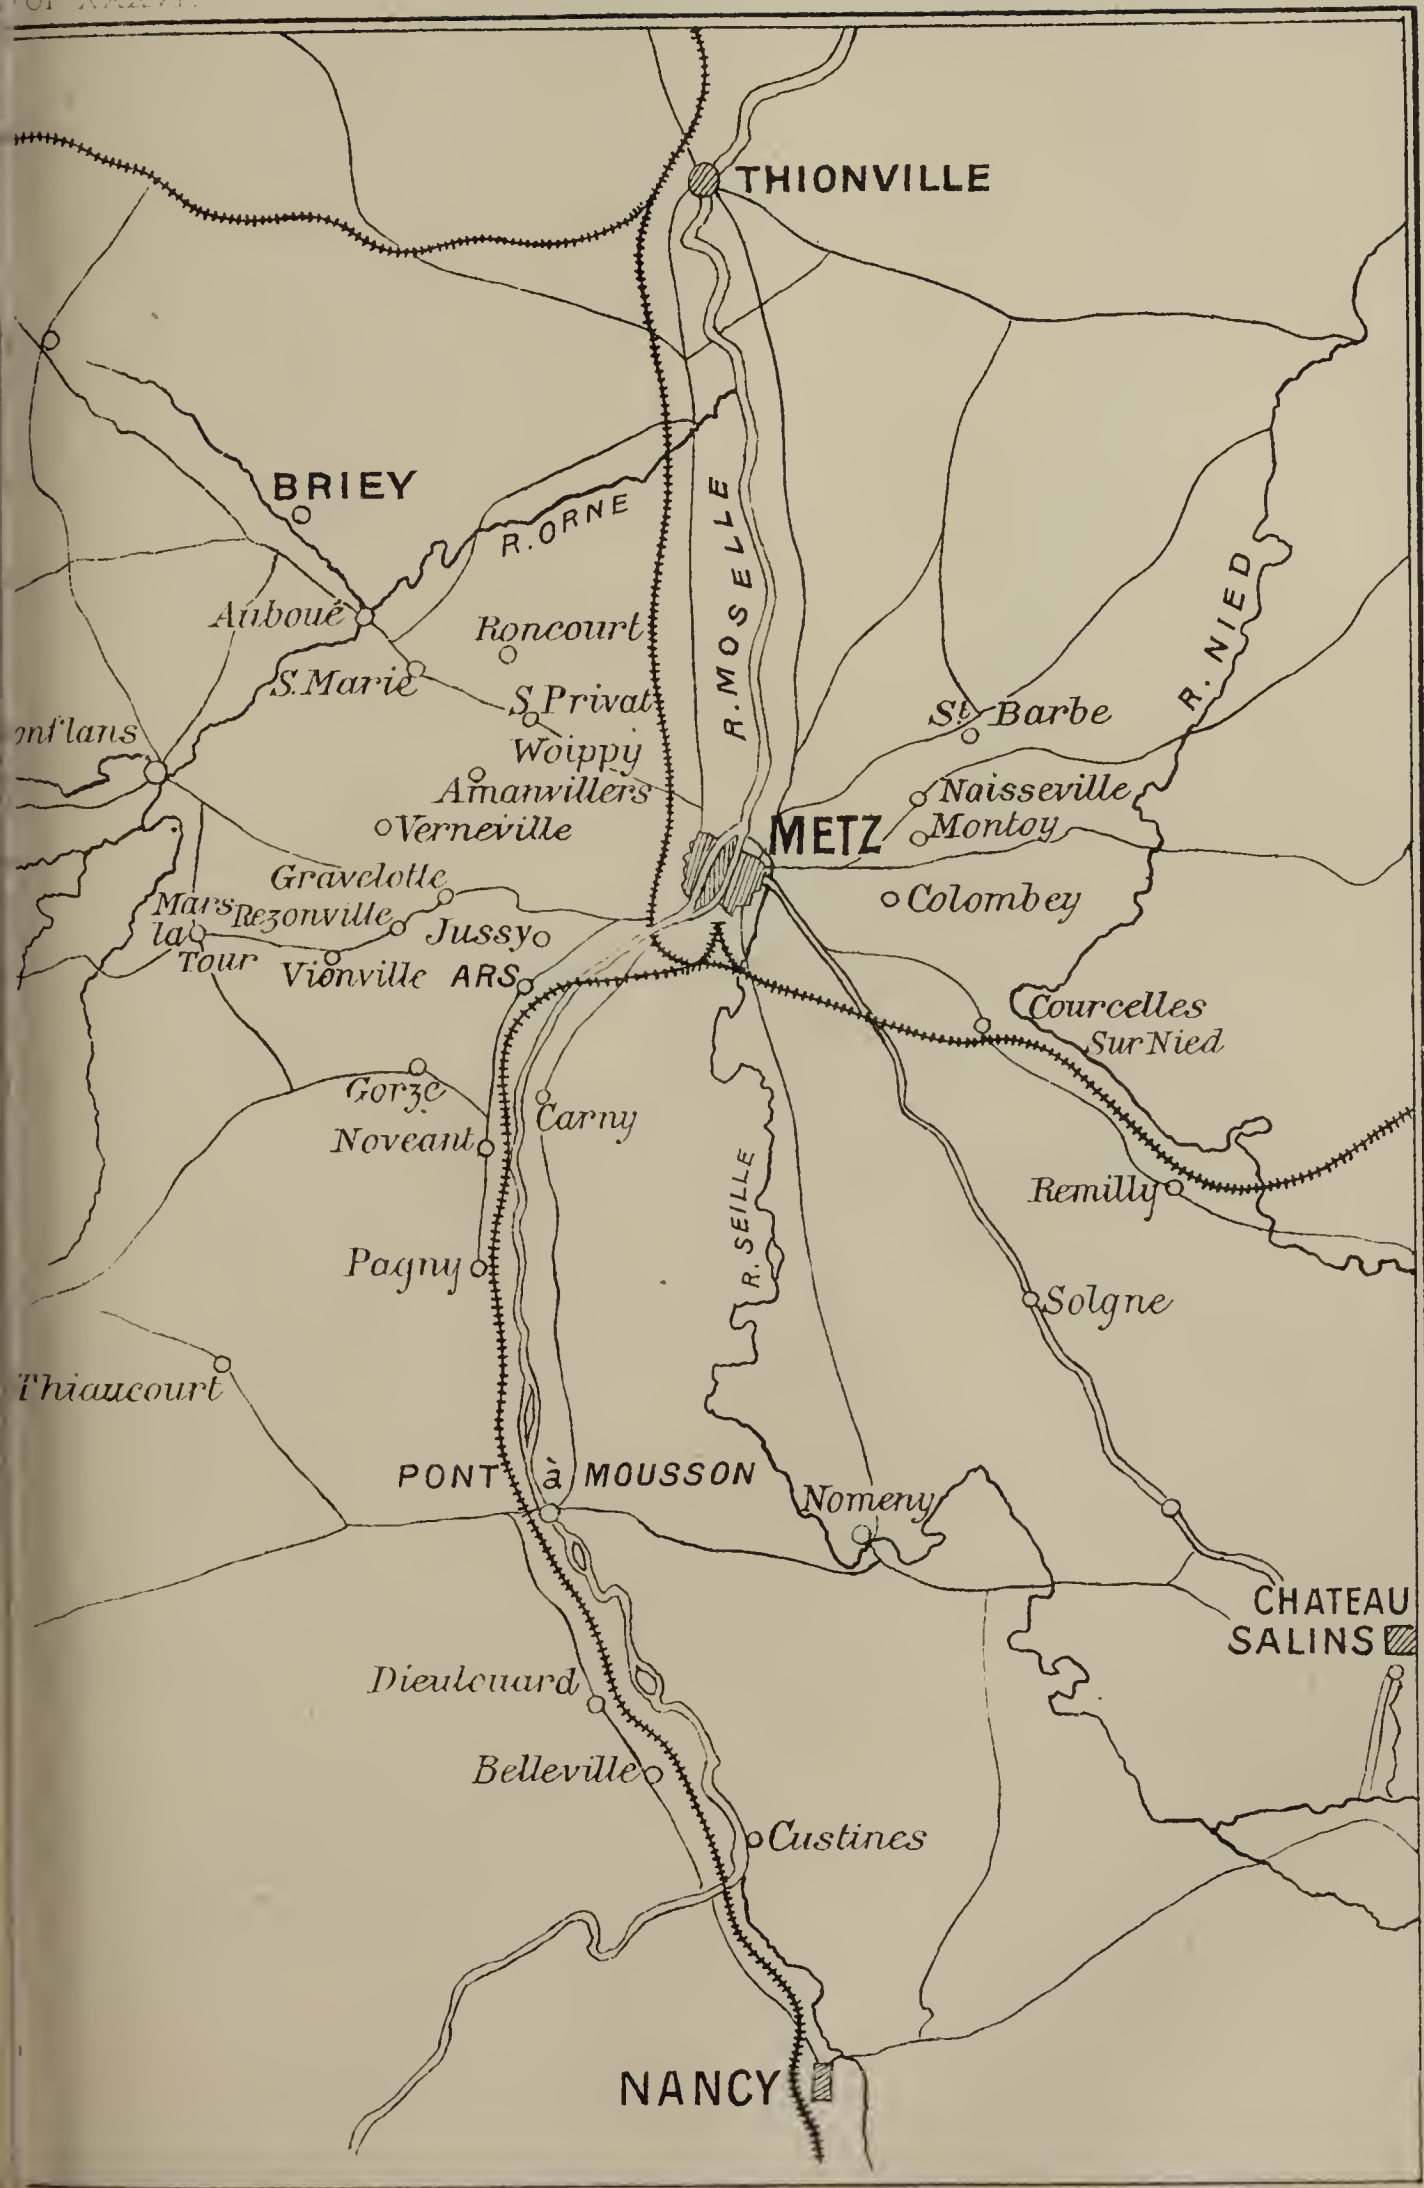 THIONVILLE
BRIEY
R. ORNE
R. MOSELLE
R. NIED
Auboué
Roncourt
S. Marie
S Privat
St. Barbe
onflans
Woippy
Amanvillers
Naisseville
Verneville
METZ
Montoy
Gravelotte
Colombey
Mars
la
Tour
Rezonville
Jussy
Vionville
ARS
Courcelles
Sur Nied
Gorze
Carny
Noveant
R. SEILLE
Remilly
Pagny
Solgne
Thiaucourt
PONT à MOUSSON
Nomeny
CHATEAU
SALINS
Dieulouard
Belleville
Custines
NANCY